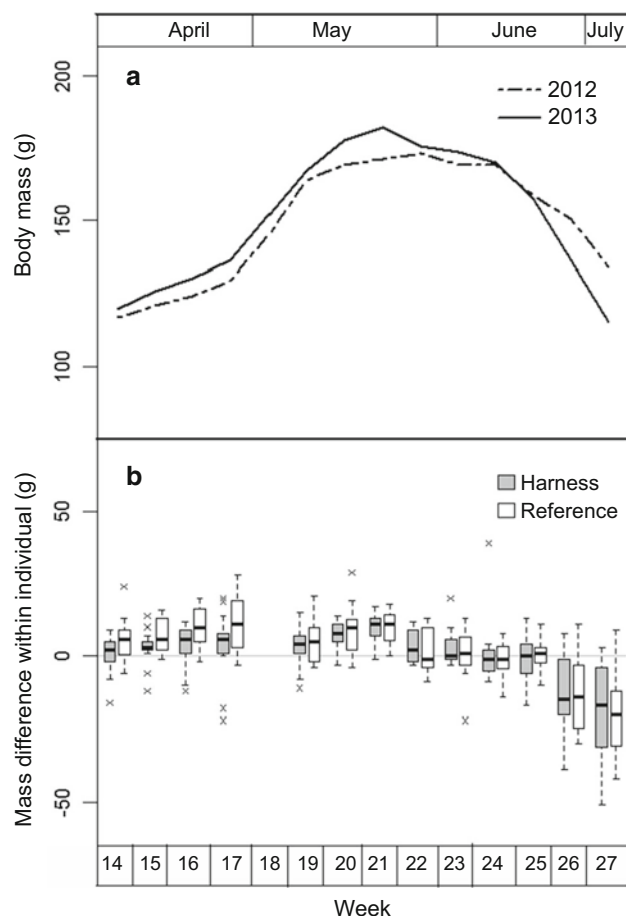 April May June July
a
2012
2013
200
150
100
Body mass (g)
b
Harness
Reference
50
0
-50
Mass difference within individual (g)
14 15 16 17 18 19 20 21 22 23 24 25 26 27
Week